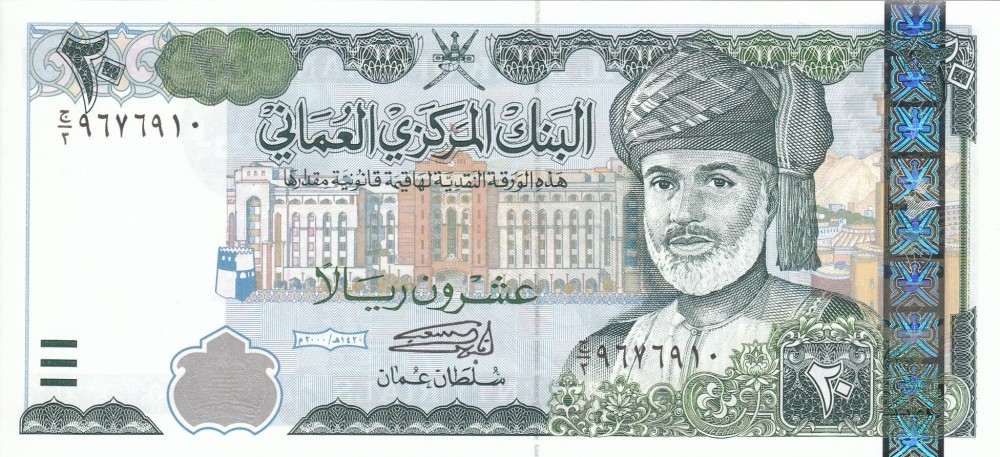 ٢٠
ج/٢ ٩٦٧٦٩١٠
البنك المركزي العماني
هذه الورقة النقدية لها قيمة قانونية مقدارها
عشرون ريالا
١٤٢٠هـ/٢٠٠٠م
سلطان عمان
ج/٢ ٩٦٧٦٩١٠
٢٠
٢٠